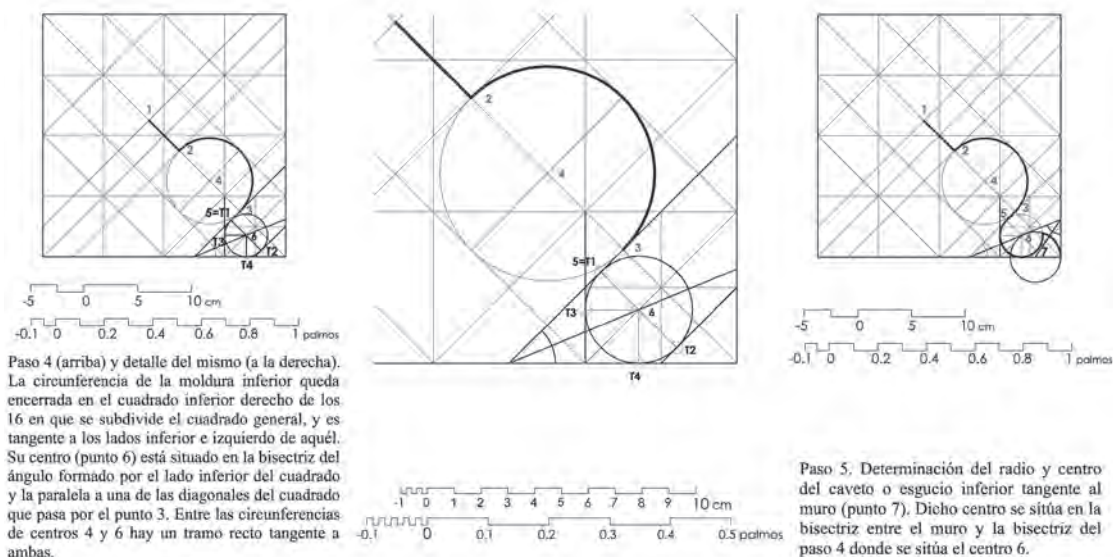 1
2
4
3
5=T1
T3
6
T2
T4
-5 0 5 10 cm
-0.1 0 0.2 0.4 0.6 0.8 1 palmos
Paso 4 (arriba) y detalle del mismo (a la derecha).
La circunferencia de la moldura inferior queda
encerrada en el cuadrado inferior derecho de los
16 en que se subdivide el cuadrado general, y es
tangente a los lados inferior e izquierdo de aquél.
Su centro (punto 6) está situado en la bisectriz del
ángulo formado por el lado inferior del cuadrado
y la paralela a una de las diagonales del cuadrado
que pasa por el punto 3. Entre las circunferencias
de centros 4 y 6 hay un tramo recto tangente a
ambas.
2
4
3
5=T1
T3
6
T2
T4
-1 0 1 2 3 4 5 6 7 8 9 10 cm
-0.1 0 0.1 0.2 0.3 0.4 0.5 palmos
1
2
4
3
5
6
7
-5 0 5 10 cm
-0.1 0 0.2 0.4 0.6 0.8 1 palmos
Paso 5. Determinación del radio y centro
del caveto o esgucio inferior tangente al
muro (punto 7). Dicho centro se sitúa en la
bisectriz entre el muro y la bisectriz del
paso 4 donde se sitúa el centro 6.